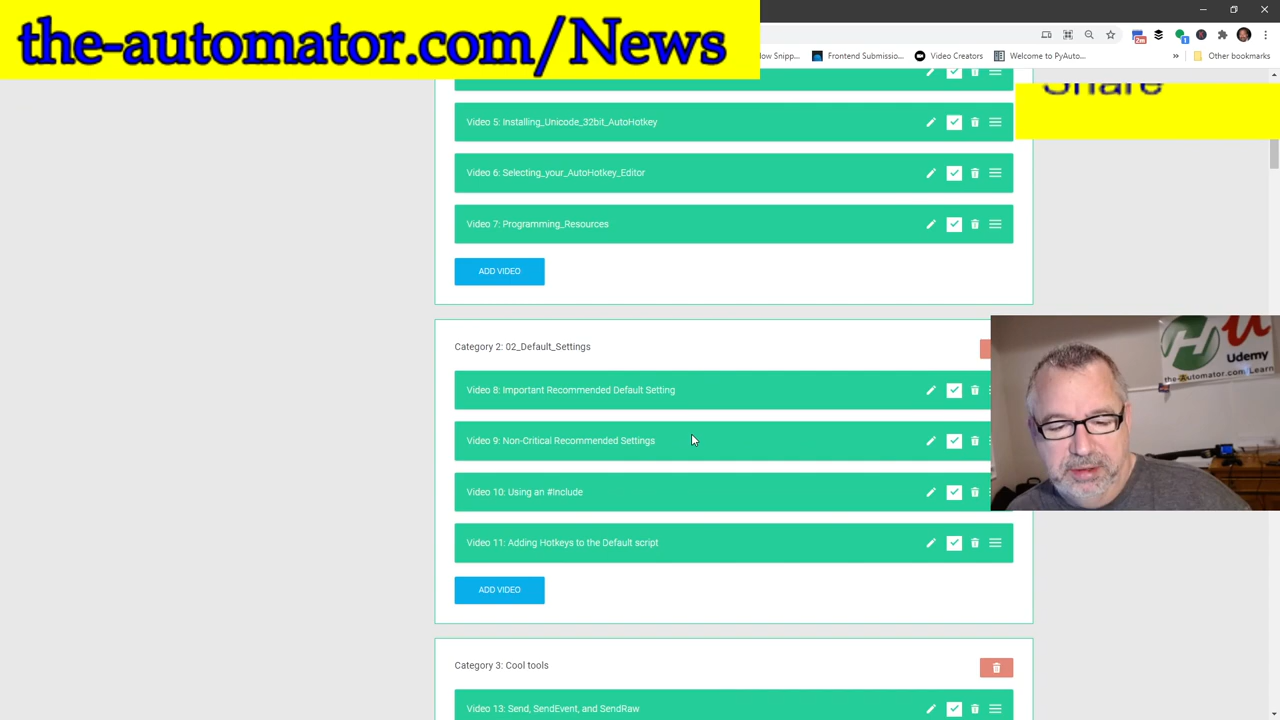 the-automator.com/News
low Snipp...
Frontend Submissio...
Video Creators
Welcome to PyAuto...
»
Other bookmarks
Share
Video 5: Installing_Unicode_32bit_AutoHotkey
Video 6: Selecting_your_AutoHotkey_Editor
Video 7: Programming_Resources
ADD VIDEO
Category 2: 02_Default_Settings
Video 8: Important Recommended Default Setting
Video 9: Non-Critical Recommended Settings
Video 10: Using an #Include
Video 11: Adding Hotkeys to the Default script
ADD VIDEO
Category 3: Cool tools
Video 13: Send, SendEvent, and SendRaw
H
u
Udemy
the-Automator.com/Learn